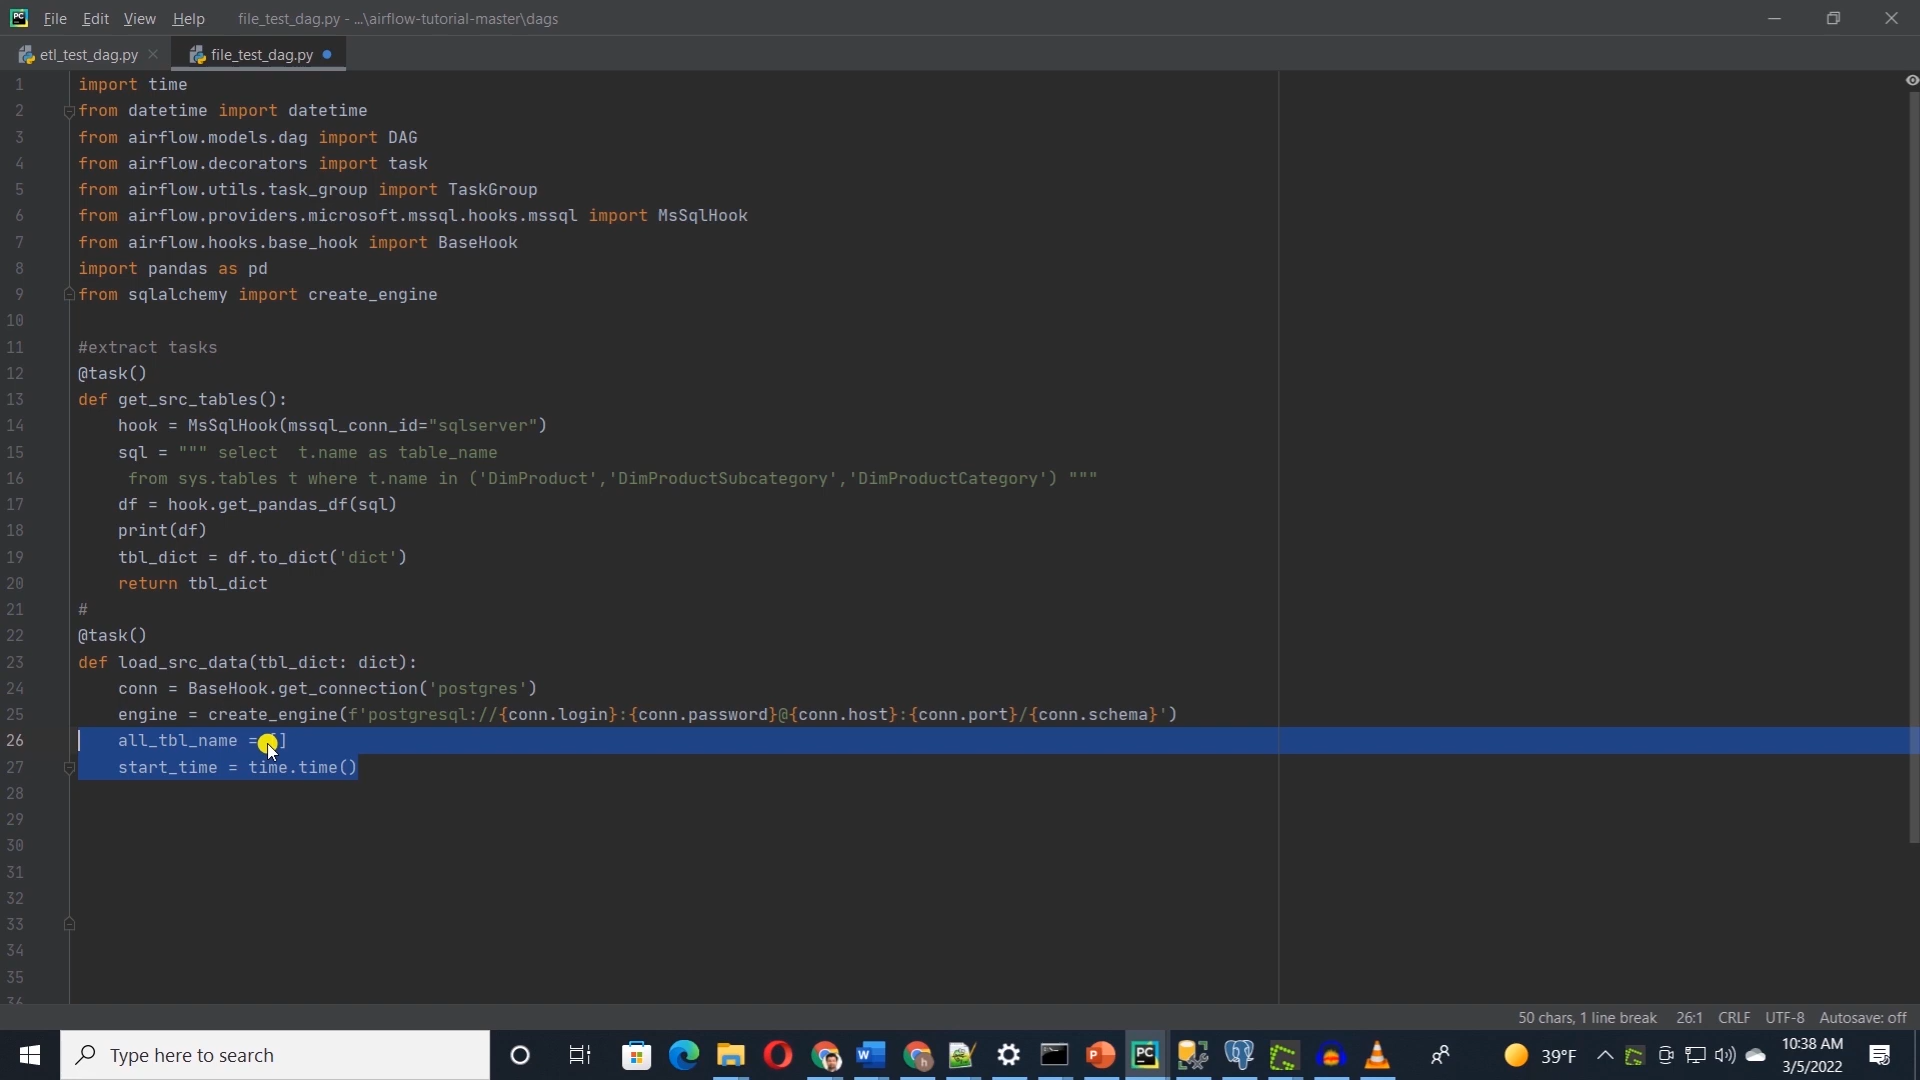 File Edit View Help file_test_dag.py - ...\airflow-tutorial-master\dags
etl_test_dag.py file_test_dag.py
1 import time
2 from datetime import datetime
3 from airflow.models.dag import DAG
4 from airflow.decorators import task
5 from airflow.utils.task_group import TaskGroup
6 from airflow.providers.microsoft.mssql.hooks.mssql import MsSqlHook
7 from airflow.hooks.base_hook import BaseHook
8 import pandas as pd
9 from sqlalchemy import create_engine
10
11 #extract tasks
12 @task()
13 def get_src_tables():
14 hook = MsSqlHook(mssql_conn_id="sqlserver")
15 sql = """ select  t.name as table_name
16 from sys.tables t where t.name in ('DimProduct','DimProductSubcategory','DimProductCategory') """
17 df = hook.get_pandas_df(sql)
18 print(df)
19 tbl_dict = df.to_dict('dict')
20 return tbl_dict
21 #
22 @task()
23 def load_src_data(tbl_dict: dict):
24 conn = BaseHook.get_connection('postgres')
25 engine = create_engine(f'postgresql://{conn.login}:{conn.password}@{conn.host}:{conn.port}/{conn.schema}')
26 all_tbl_name = ]
27 start_time = time.time()
28
29
30
31
32
33
34
35
36
50 chars, 1 line break 26:1 CRLF UTF-8 Autosave: off
Type here to search 39°F 10:38 AM
3/5/2022